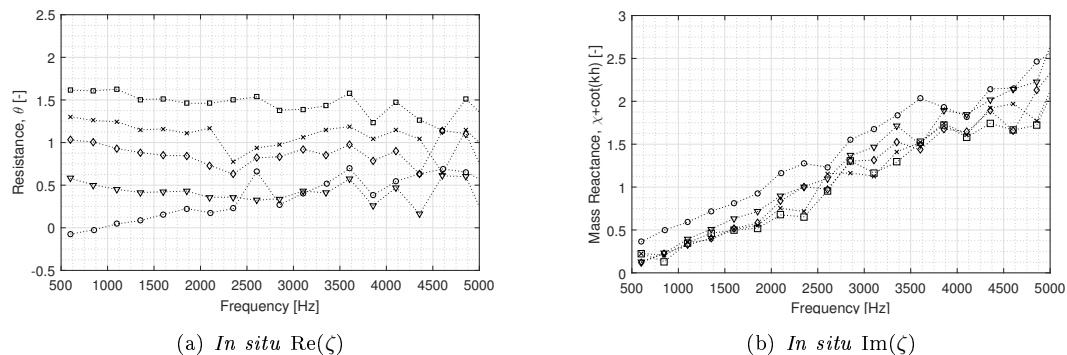 2.5
2
1.5
1
0.5
0
-0.5
Resistance, θ [-]
500 1000 1500 2000 2500 3000 3500 4000 4500 5000
Frequency [Hz]
(a) In situ Re(ζ)
3
2.5
2
1.5
1
0.5
0
Mass Reactance, χ+cot(kh) [-]
500 1000 1500 2000 2500 3000 3500 4000 4500 5000
Frequency [Hz]
(b) In situ Im(ζ)